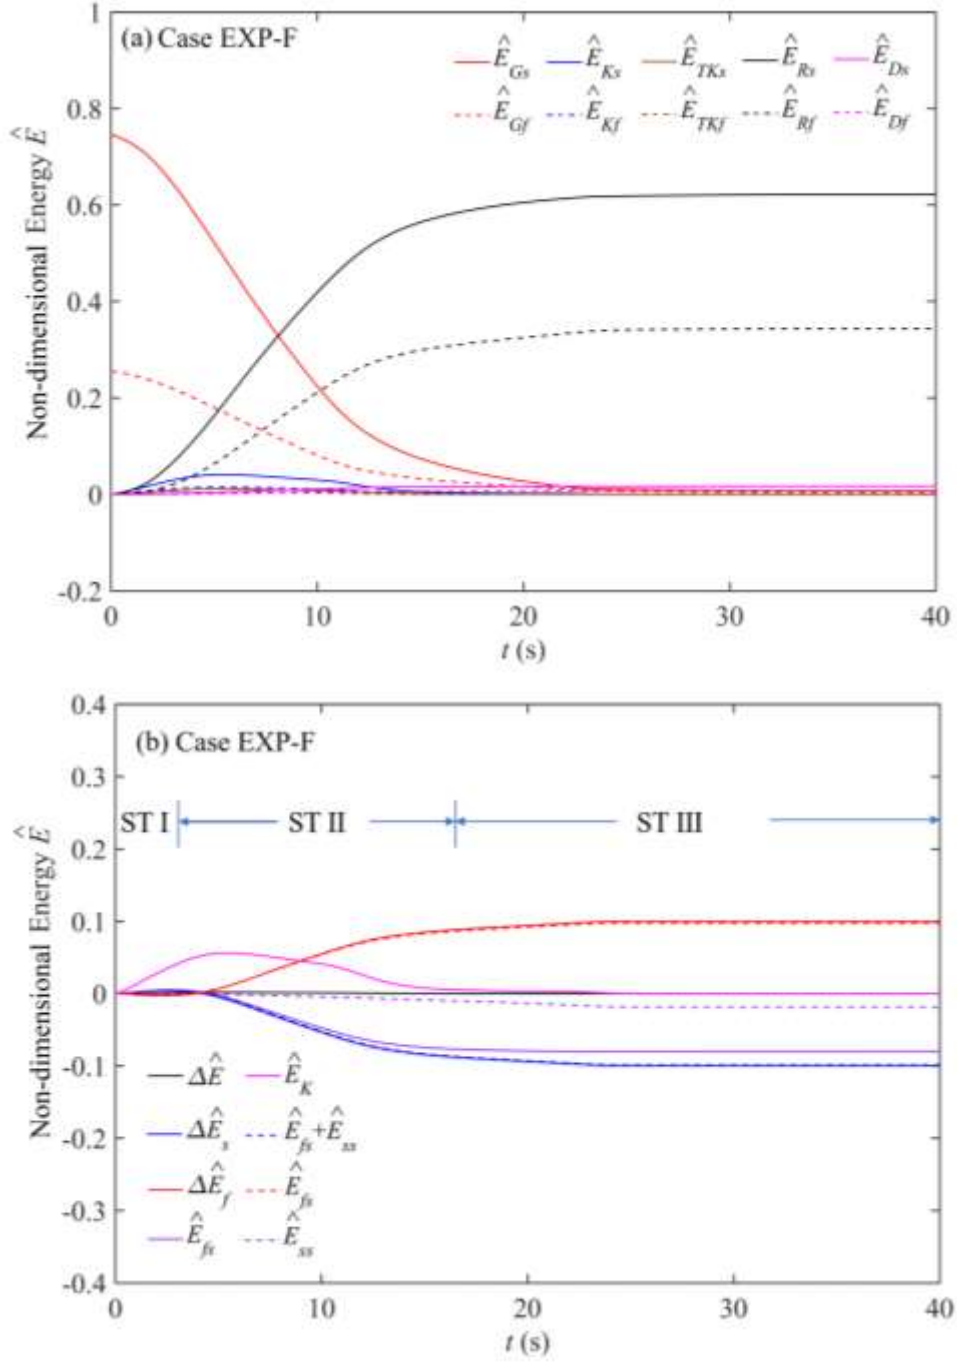 (a) Case EXP-F
Ê_Gs Ê_Ks Ê_TKs Ê_Rs Ê_Ds
Ê_Gf Ê_Kf Ê_TKf Ê_Rf Ê_Df
Non-dimensional Energy Ê
1
0.8
0.6
0.4
0.2
0
-0.2
0 10 20 30 40
t (s)
(b) Case EXP-F
ST I ST II ST III
Non-dimensional Energy Ê
0.4
0.3
0.2
0.1
0
-0.1
-0.2
-0.3
-0.4
ΔÊ Ê_K
ΔÊ_s Ê_fs+Ê_ss
ΔÊ_f Ê_fs
Ê_fs Ê_ss
0 10 20 30 40
t (s)